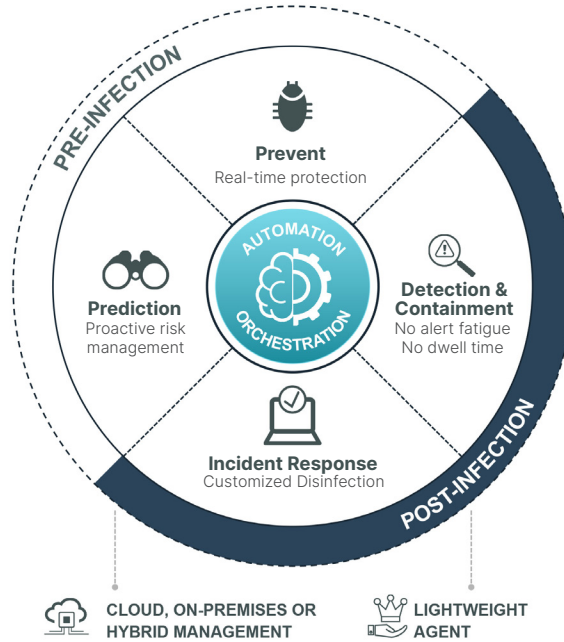 PRE-INFECTION
Prevent
Real-time protection
AUTOMATION
ORCHESTRATION
Prediction
Proactive risk
management
Detection &
Containment
No alert fatigue
No dwell time
Incident Response
Customized Disinfection
POST-INFECTION
CLOUD, ON-PREMISES OR
HYBRID MANAGEMENT
LIGHTWEIGHT
AGENT